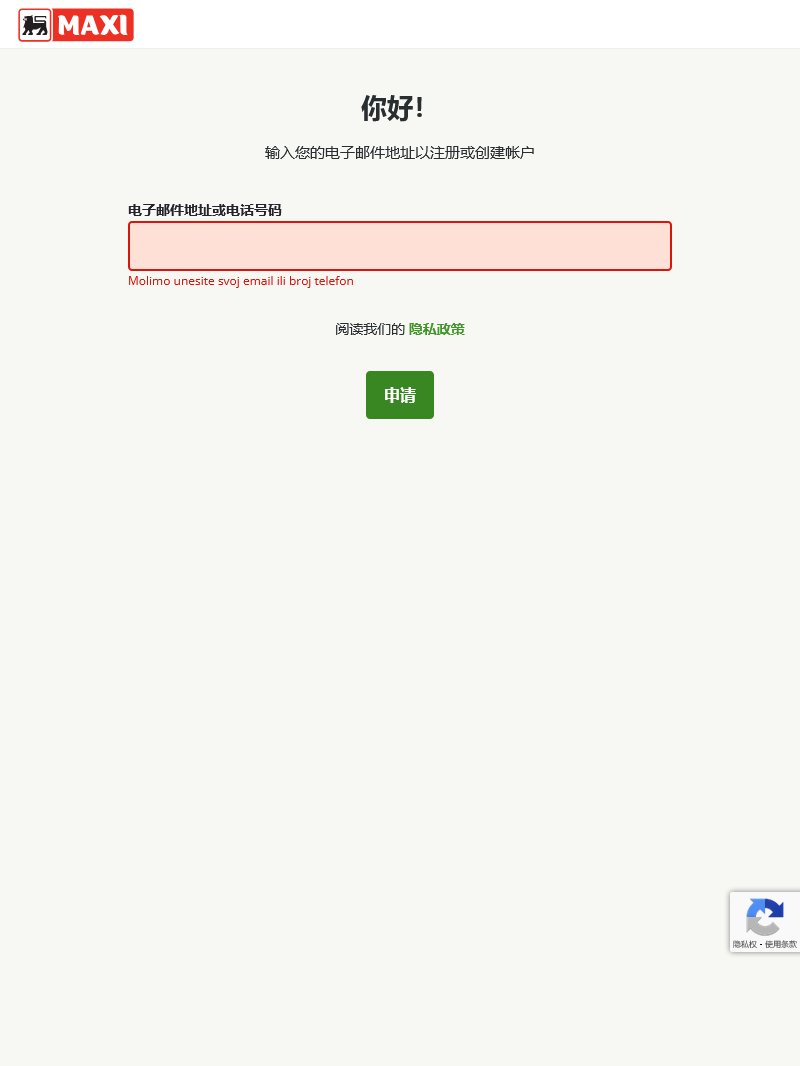 MAXI
你好!
输入您的电子邮件地址以注册或创建帐户
电子邮件地址或电话号码
Molimo unesite svoj email ili broj telefon
阅读我们的 隐私政策
申请
隐私权 - 使用条款